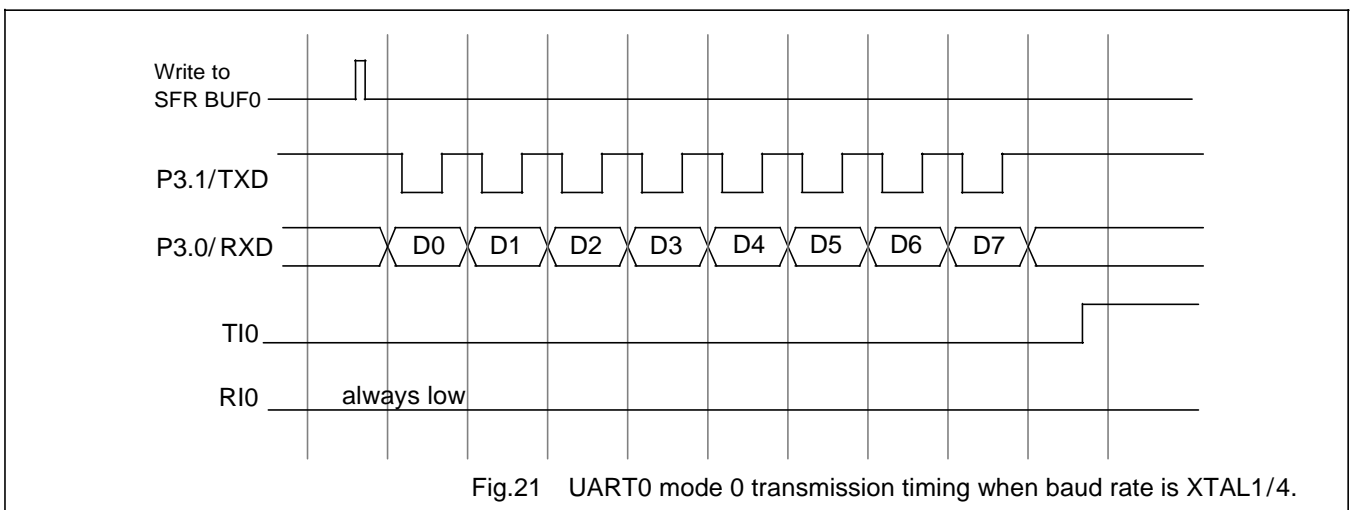 Write to
SFR BUF0
P3.1/TXD
P3.0/ RXD D0 D1 D2 D3 D4 D5 D6 D7
TI0
RI0 always low
Fig.21 UART0 mode 0 transmission timing when baud rate is XTAL1/4.